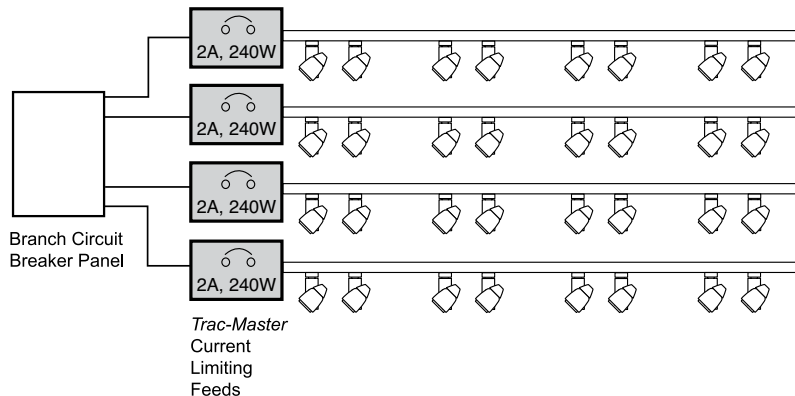 2A, 240W
2A, 240W
2A, 240W
2A, 240W
Branch Circuit
Breaker Panel
Trac-Master
Current
Limiting
Feeds